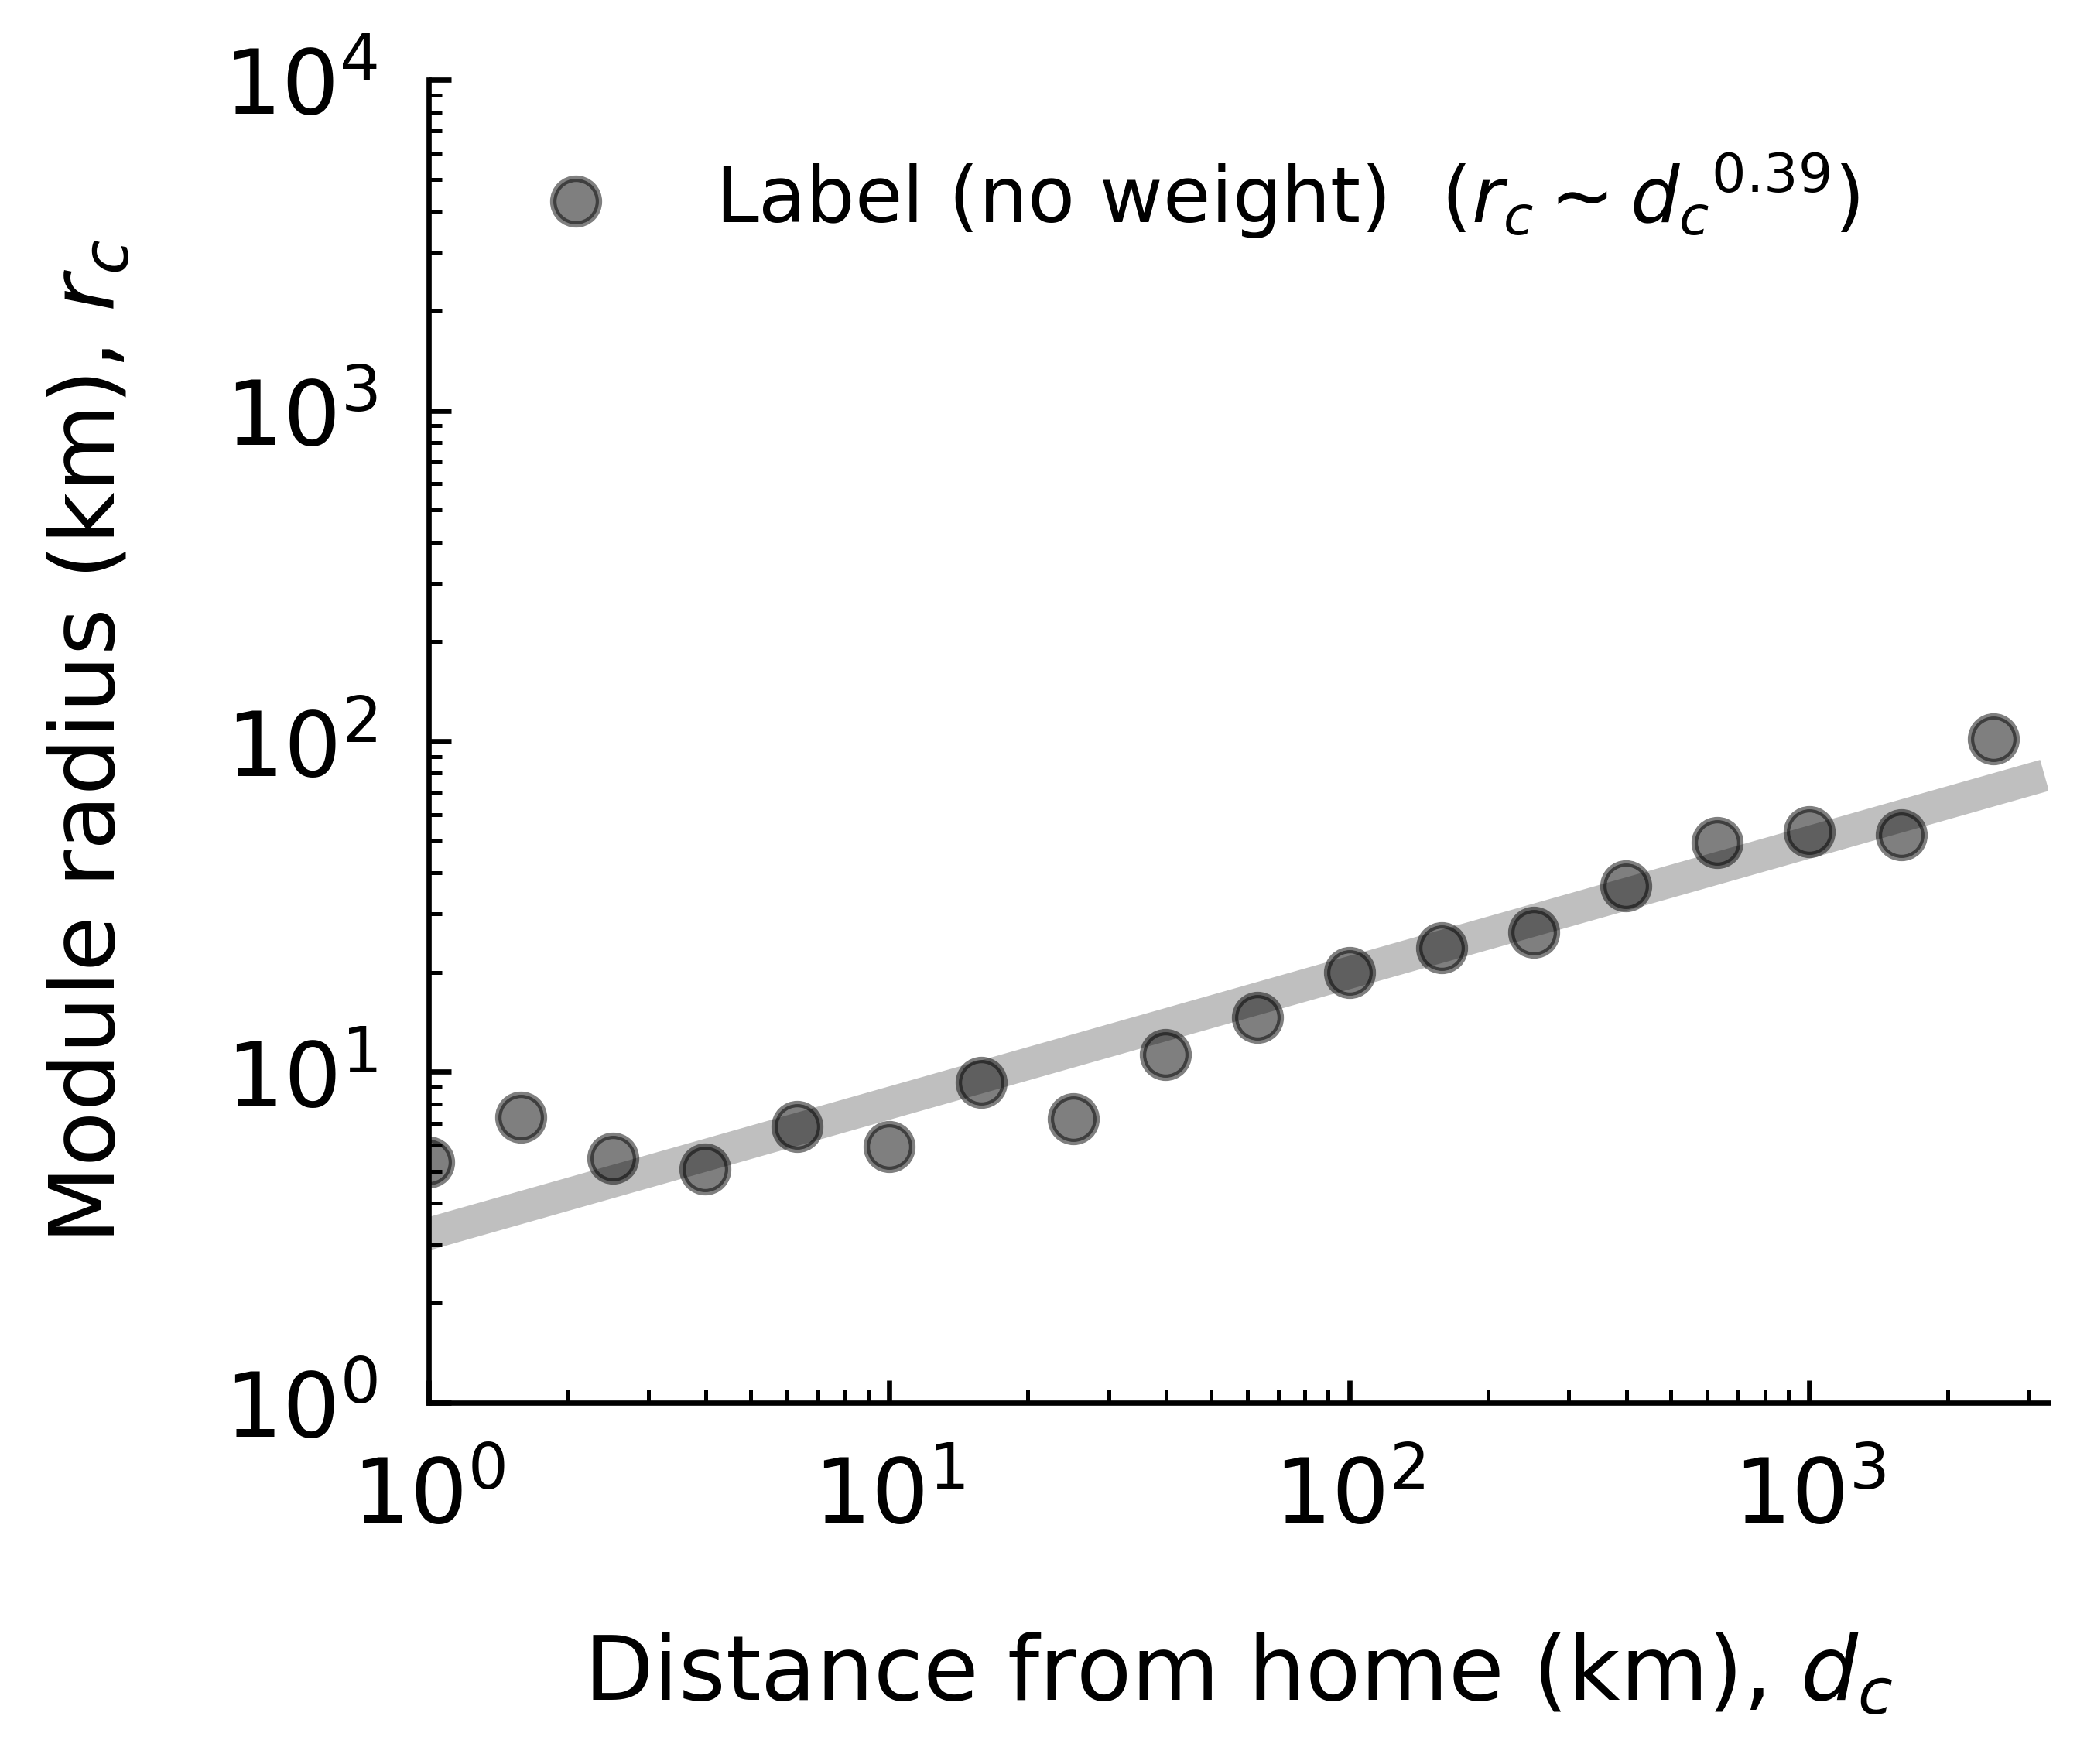 10^4
Label (no weight) (r_c ~ d_c^0.39)
10^3
10^2
10^1
10^0
Module radius (km), r_c
10^0 10^1 10^2 10^3
Distance from home (km), d_c